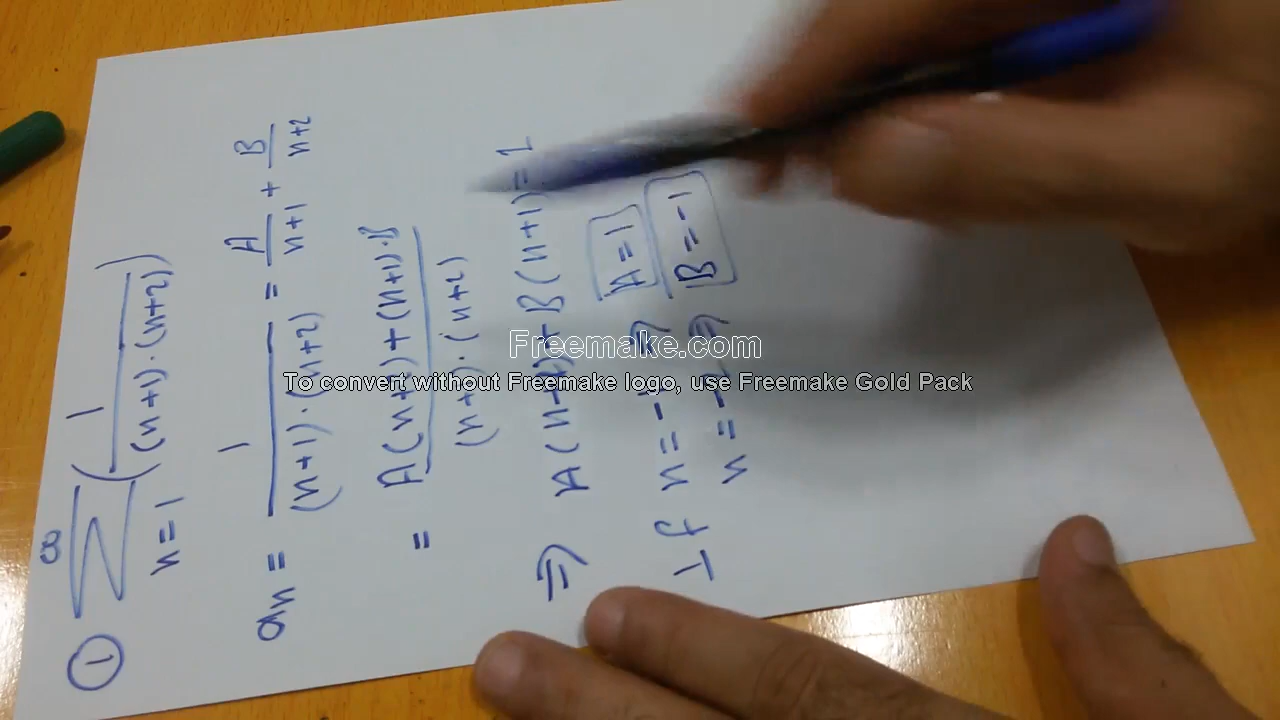 ① ∞ Σ n=1 ( 1 / (n+1)·(n+2) )
an = 1 / (n+1)·(n+2) = A / n+1 + B / n+2
= A(n+2)+(n+1)·B / (n+1)·(n+2)
⇒ A(n+2)+B(n+1)=1
If n=-1 ⇒ A=1
n=-2 ⇒ B=-1
Freemake.com
To convert without Freemake logo, use Freemake Gold Pack